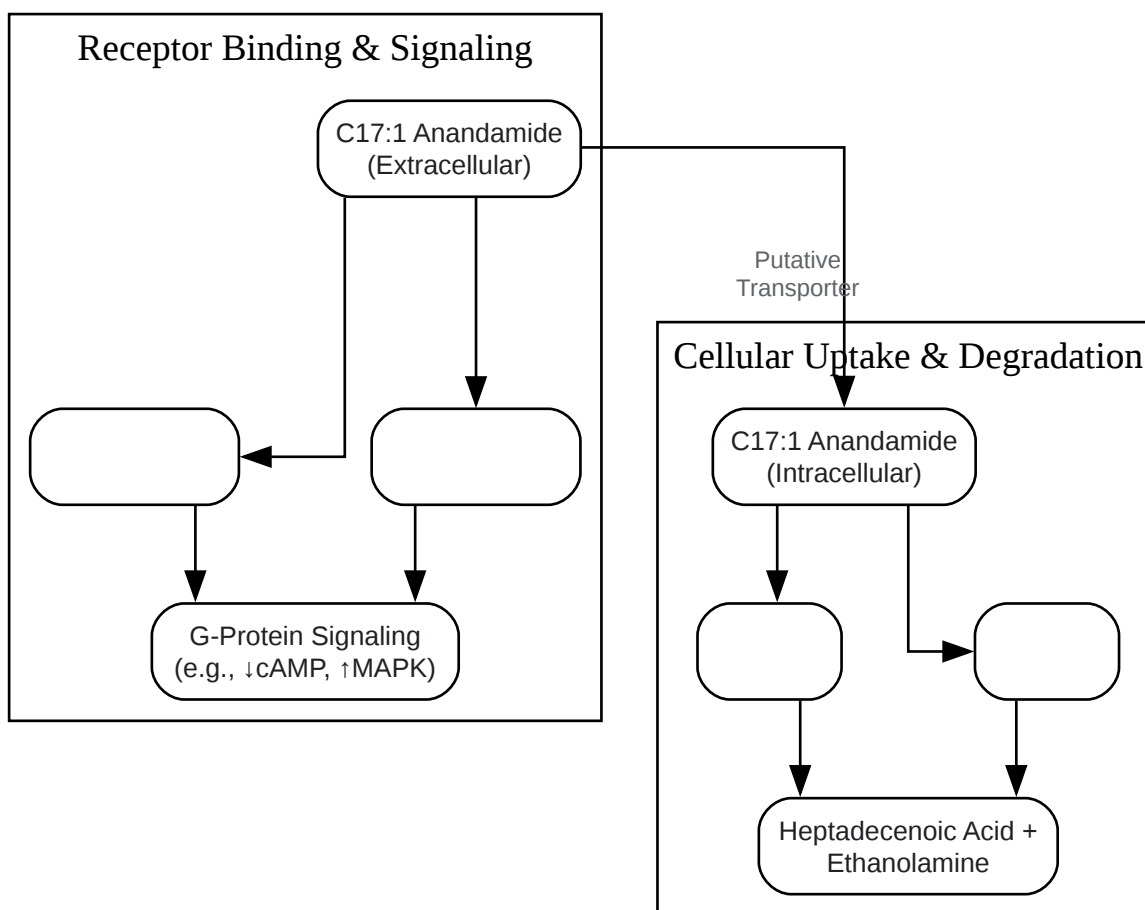 Receptor Binding & Signaling
C17:1 Anandamide
(Extracellular)
Putative
Transporter
Cellular Uptake & Degradation
C17:1 Anandamide
(Intracellular)
G-Protein Signaling
(e.g., ↓cAMP, ↑MAPK)
Heptadecenoic Acid +
Ethanolamine